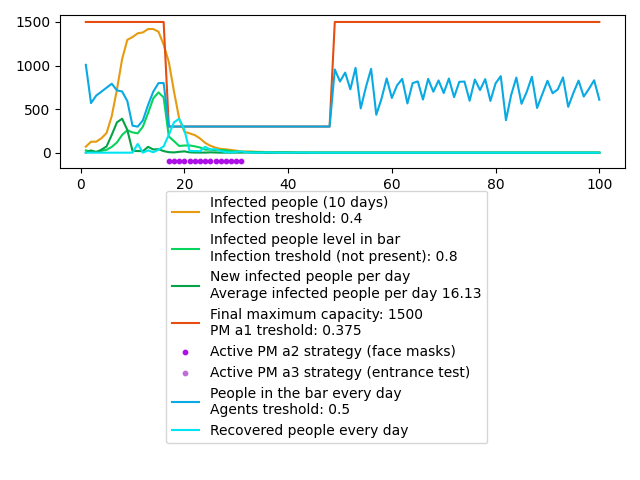 1500
1000
500
0
0
20
40
60
80
100
Infected people (10 days)
Infection treshold: 0.4
Infected people level in bar
Infection treshold (not present): 0.8
New infected people per day
Average infected people per day 16.13
Final maximum capacity: 1500
PM a1 treshold: 0.375
Active PM a2 strategy (face masks)
Active PM a3 strategy (entrance test)
People in the bar every day
Agents treshold: 0.5
Recovered people every day